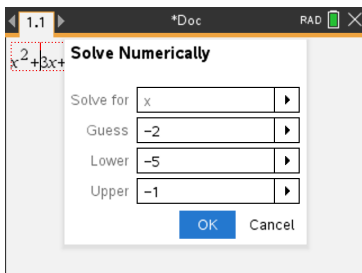 1.1 *Doc RAD
x²+3x+
Solve Numerically
Solve for x
Guess -2
Lower -5
Upper -1
OK Cancel